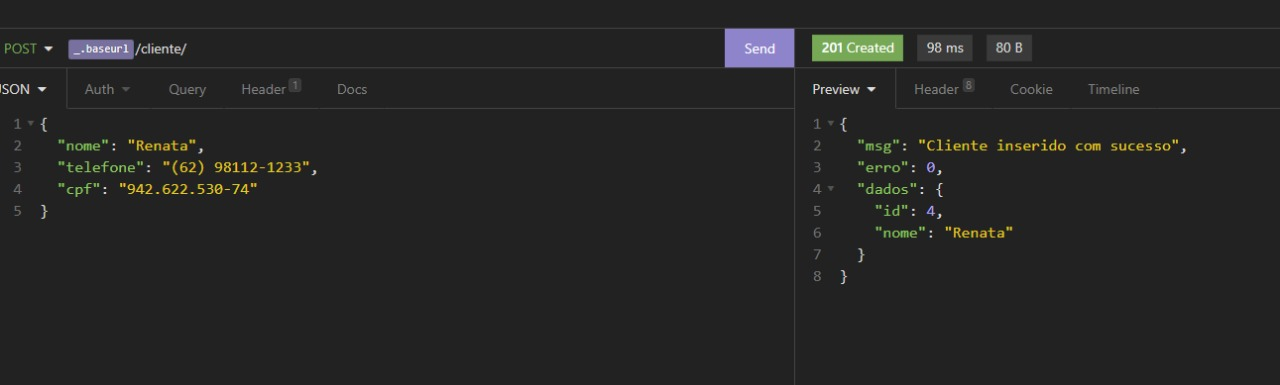 POST _.baseurl /cliente/ Send 201 Created 98 ms 80 B
JSON Auth Query Header 1 Docs Preview Header 8 Cookie Timeline
1 {
2 "nome": "Renata",
3 "telefone": "(62) 98112-1233",
4 "cpf": "942.622.530-74"
5 }
1 {
2 "msg": "Cliente inserido com sucesso",
3 "erro": 0,
4 "dados": {
5 "id": 4,
6 "nome": "Renata"
7 }
8 }